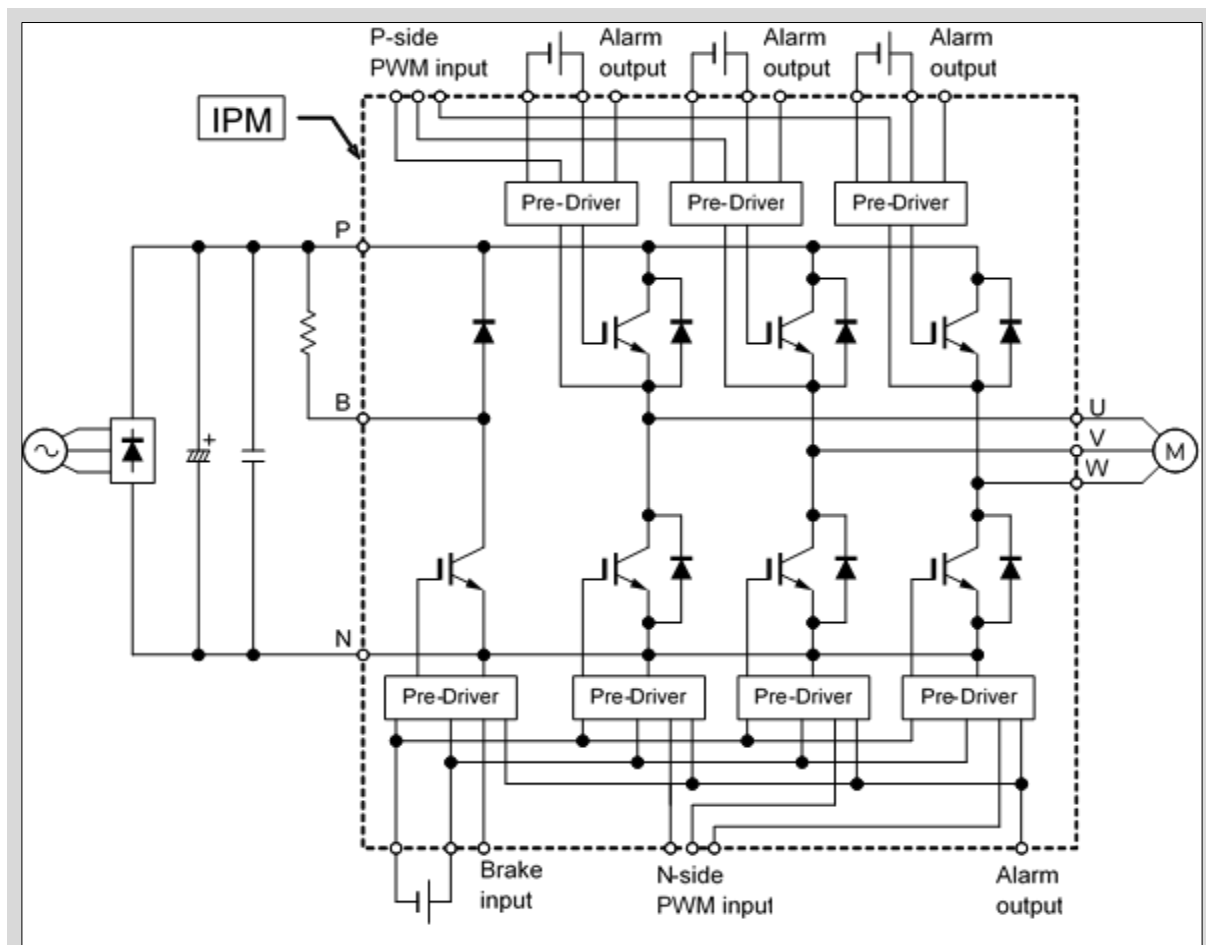 P-side
PWM input
Alarm
output
Alarm
output
Alarm
output
IPM
Pre-Driver
Pre-Driver
Pre-Driver
P
B
U
V
W
M
+
N
Pre-Driver
Pre-Driver
Pre-Driver
Pre-Driver
Brake
input
N-side
PWM input
Alarm
output